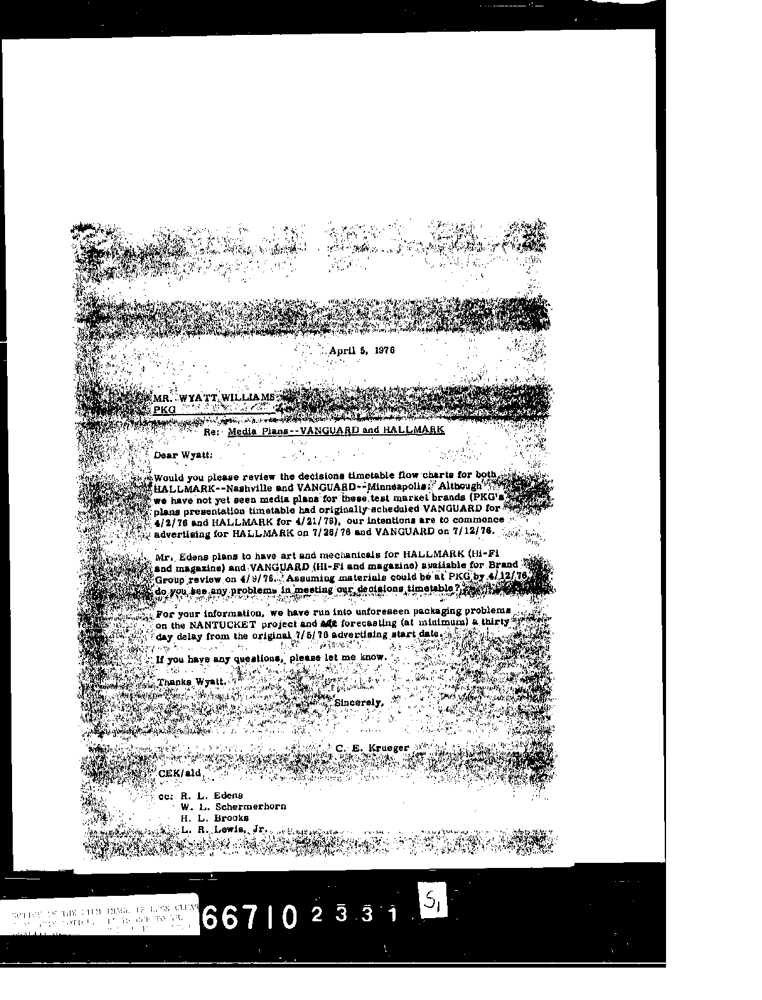 April 5, 1976
MR. WYATT WILLIAMS
PKG
Re: Media Plans--VANGUARD and HALLMARK
Dear Wyatt:
Would you please review the decisions timetable flow charts for both
HALLMARK--Nashville and VANGUARD--Minneapolis. Although
we have not yet seen media plans for these test market brands (PKG's
plans presentation timetable had originally scheduled VANGUARD for
4/2/76 and HALLMARK for 4/21/76), our intentions are to commence
advertising for HALLMARK on 7/26/76 and VANGUARD on 7/12/76.
Mr. Edens plans to have art and mechanicals for HALLMARK (Hi-Fi
and magazine) and VANGUARD (Hi-Fi and magazine) available for Brand
Group review on 4/9/76. Assuming materials could be at PKG by 4/12/76,
do you see any problems in meeting our decisions timetable?
For your information, we have run into unforeseen packaging problems
on the NANTUCKET project and are forecasting (at minimum) a thirty
day delay from the original 7/5/76 advertising start date.
If you have any questions, please let me know.
Thanks Wyatt.
Sincerely,
C. E. Krueger
CEK/ald
cc: R. L. Edens
W. L. Schermerhorn
H. L. Brooks
L. R. Lewis, Jr.
66710 2331
51